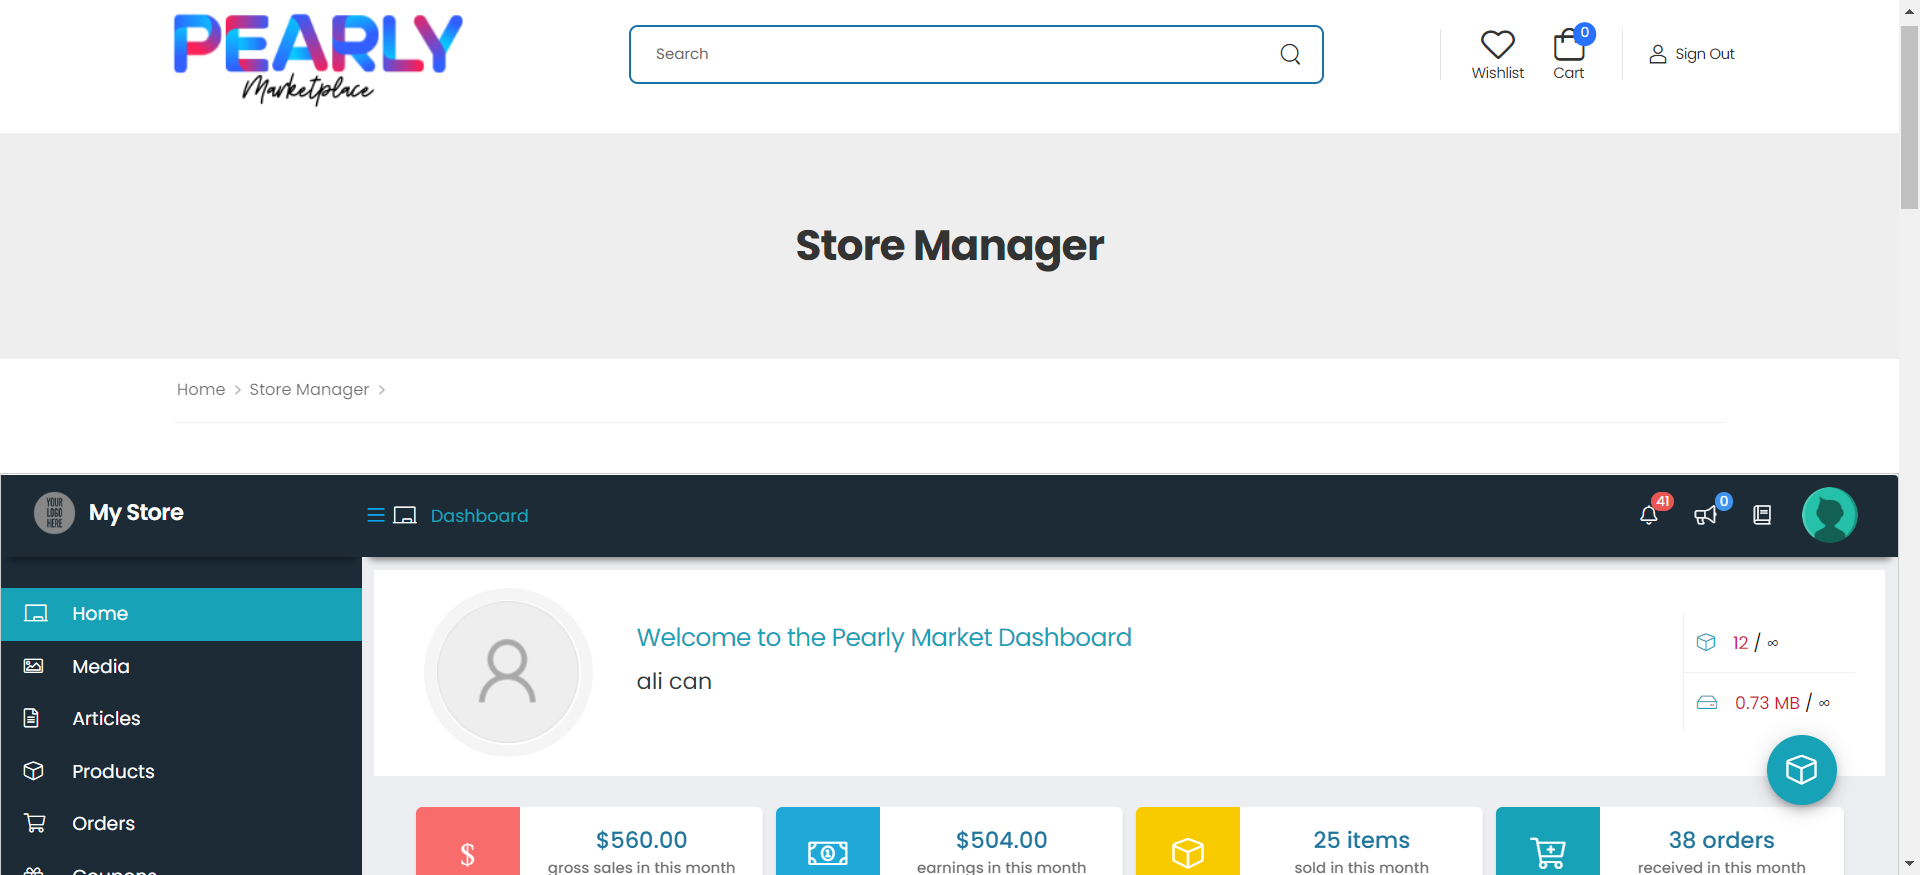 PEARLY
Marketplace
Search
Wishlist
0
Cart
Sign Out
Store Manager
Home > Store Manager >
YOUR
LOGO
HERE
My Store
Dashboard
41
0
Home
Media
Articles
Products
Orders
Coupons
Welcome to the Pearly Market Dashboard
ali can
12 / ∞
0.73 MB / ∞
$560.00
gross sales in this month
$504.00
earnings in this month
25 items
sold in this month
38 orders
received in this month